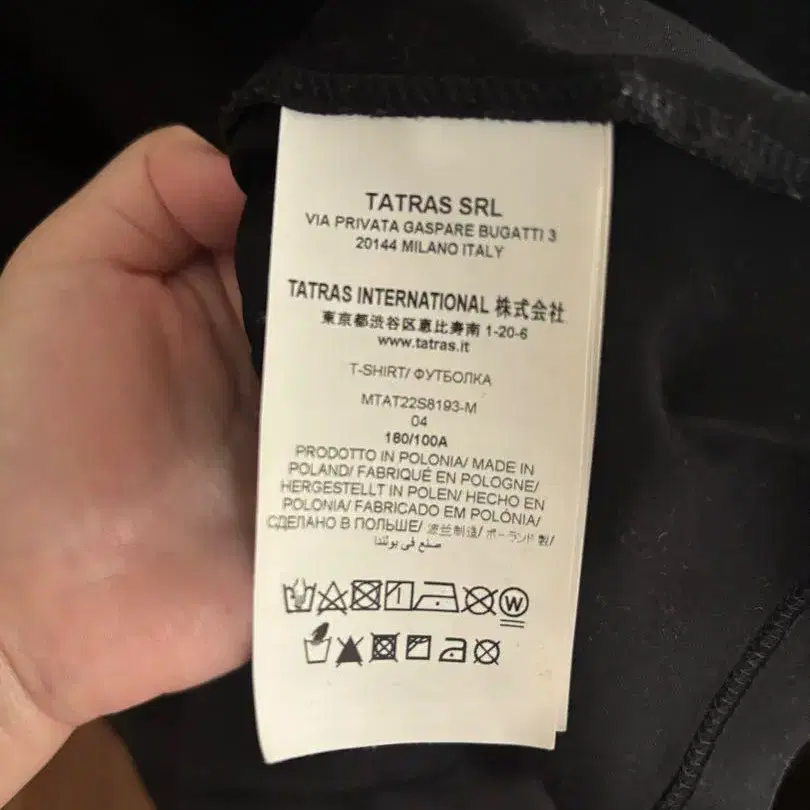 TATRAS SRL
VIA PRIVATA GASPARE BUGATTI 3
20144 MILANO ITALY
TATRAS INTERNATIONAL 株式会社
東京都渋谷区恵比寿南 1-20-6
www.tatras.it
T-SHIRT/ ФУТБОЛКА
MTAT22S8193-M
04
180/100A
PRODOTTO IN POLONIA/ MADE IN
POLAND/ FABRIQUÉ EN POLOGNE/
HERGESTELLT IN POLEN/ HECHO EN
POLONIA/ FABRICADO EM POLÓNIA/
СДЕЛАНО В ПОЛЬШЕ/ 波兰制造/ ポーランド製/
صنع في بولندا
W